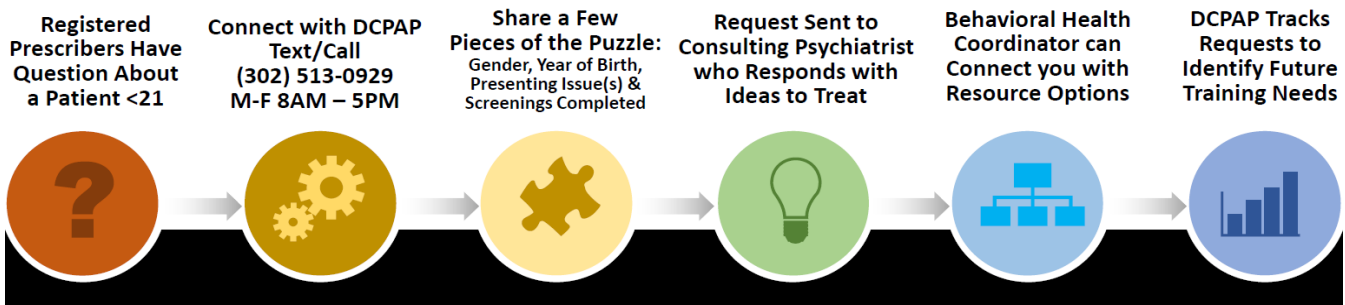 Registered
Prescribers Have
Question About
a Patient <21
Connect with DCPAP
Text/Call
(302) 513-0929
M-F 8AM – 5PM
Share a Few
Pieces of the Puzzle:
Gender, Year of Birth,
Presenting Issue(s) &
Screenings Completed
Request Sent to
Consulting Psychiatrist
who Responds with
Ideas to Treat
Behavioral Health
Coordinator can
Connect you with
Resource Options
DCPAP Tracks
Requests to
Identify Future
Training Needs
?